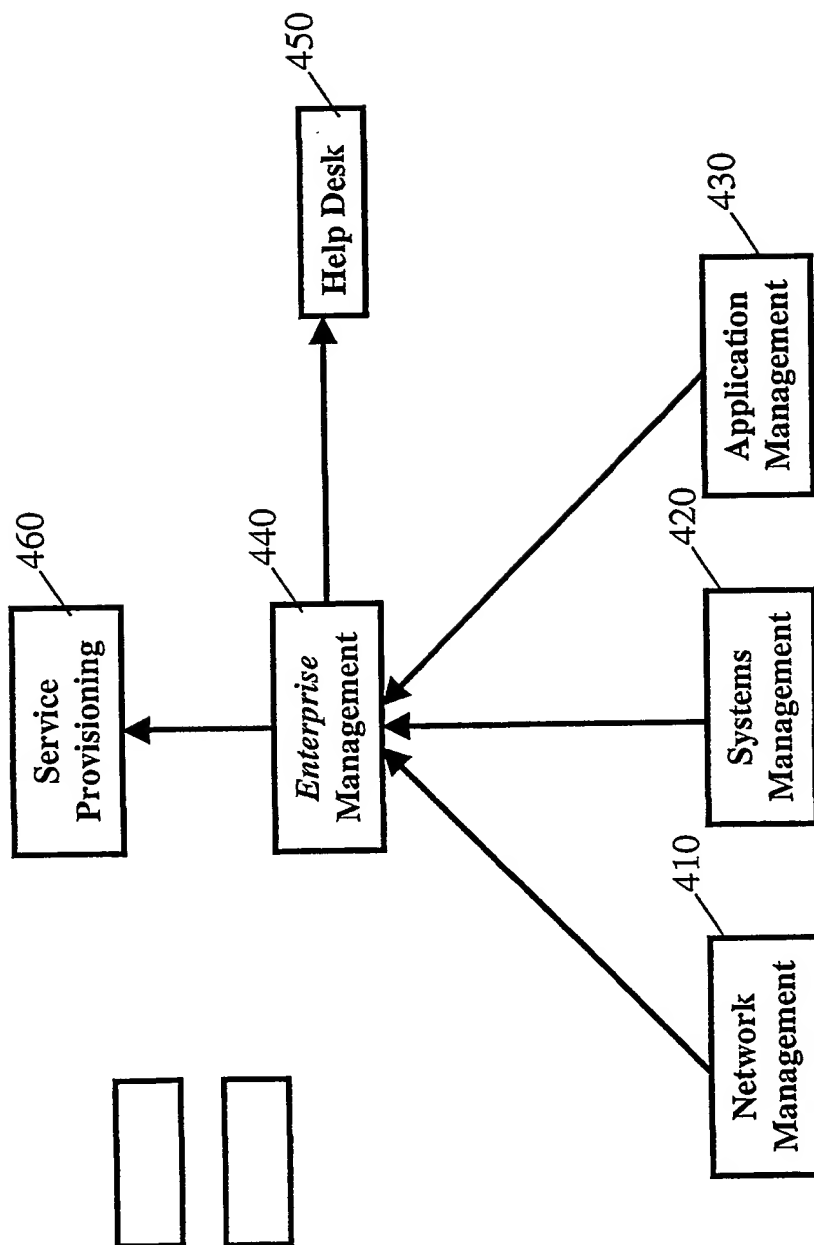 460
Service
Provisioning
440
Enterprise
Management
450
Help Desk
410
Network
Management
420
Systems
Management
430
Application
Management